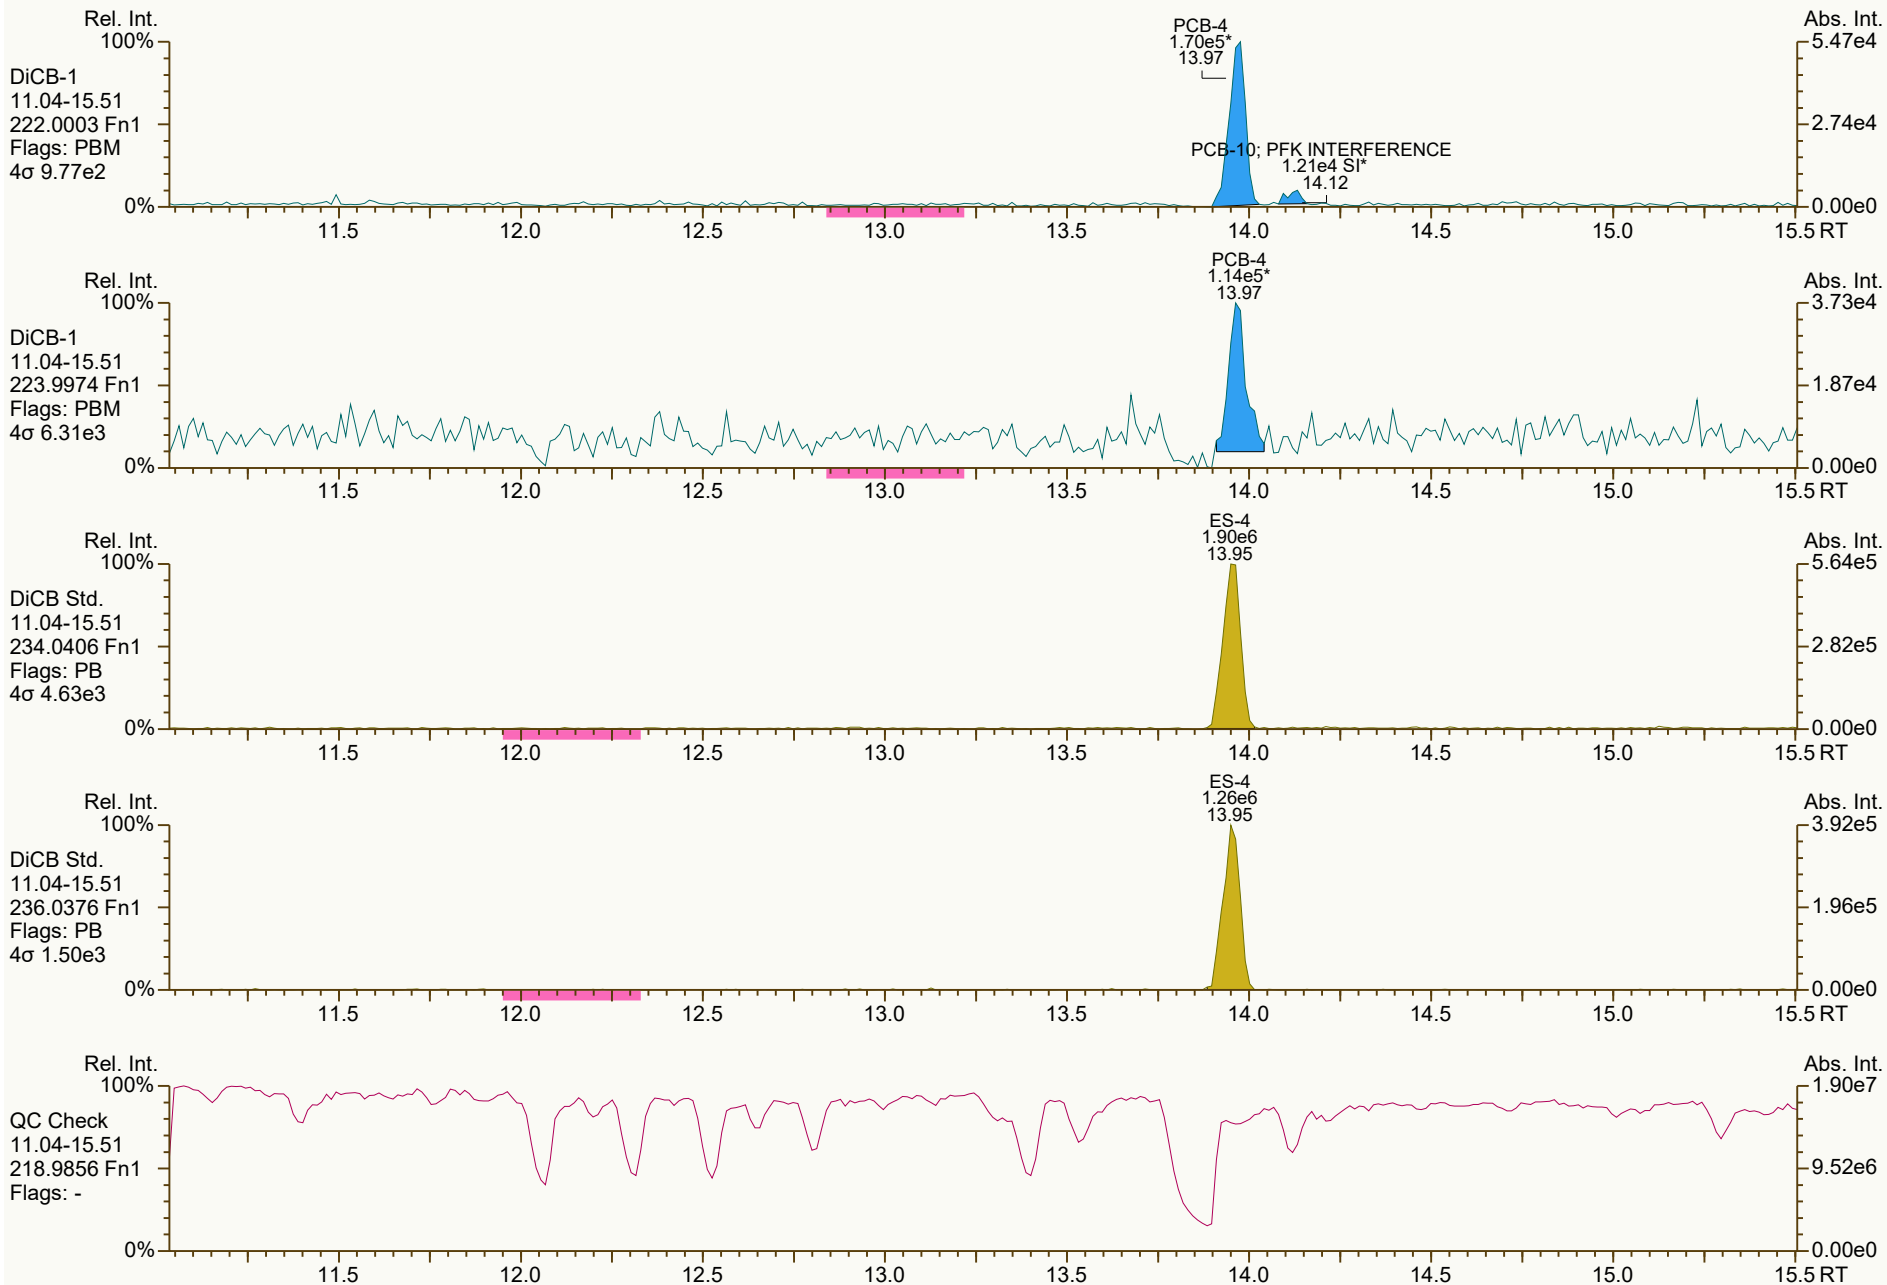 Rel. Int.
Abs. Int.
100%
5.47e4
2.74e4
0%
0.00e0
DiCB-1
11.04-15.51
222.0003 Fn1
Flags: PBM
4σ 9.77e2
PCB-4
1.70e5*
13.97
PCB-10; PFK INTERFERENCE
1.21e4 SI*
14.12
11.5 12.0 12.5 13.0 13.5 14.0 14.5 15.0 15.5 RT
Rel. Int.
Abs. Int.
100%
3.73e4
1.87e4
0%
0.00e0
DiCB-1
11.04-15.51
223.9974 Fn1
Flags: PBM
4σ 6.31e3
PCB-4
1.14e5*
13.97
11.5 12.0 12.5 13.0 13.5 14.0 14.5 15.0 15.5 RT
Rel. Int.
Abs. Int.
100%
5.64e5
2.82e5
0%
0.00e0
DiCB Std.
11.04-15.51
234.0406 Fn1
Flags: PB
4σ 4.63e3
ES-4
1.90e6
13.95
11.5 12.0 12.5 13.0 13.5 14.0 14.5 15.0 15.5 RT
Rel. Int.
Abs. Int.
100%
3.92e5
1.96e5
0%
0.00e0
DiCB Std.
11.04-15.51
236.0376 Fn1
Flags: PB
4σ 1.50e3
ES-4
1.26e6
13.95
11.5 12.0 12.5 13.0 13.5 14.0 14.5 15.0 15.5 RT
Rel. Int.
Abs. Int.
100%
1.90e7
9.52e6
0%
0.00e0
QC Check
11.04-15.51
218.9856 Fn1
Flags: -
11.5 12.0 12.5 13.0 13.5 14.0 14.5 15.0 15.5 RT